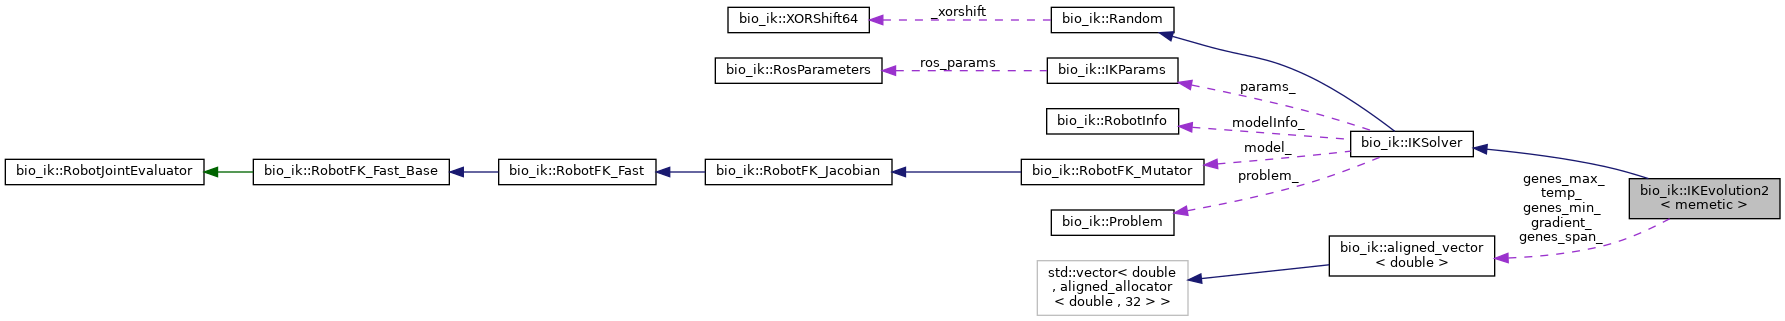 bio_ik::XORShift64
_xorshift
bio_ik::Random
bio_ik::RosParameters
ros_params
bio_ik::IKParams
params_
bio_ik::RobotInfo
modelInfo_
bio_ik::IKSolver
model_
bio_ik::RobotJointEvaluator
bio_ik::RobotFK_Fast_Base
bio_ik::RobotFK_Fast
bio_ik::RobotFK_Jacobian
bio_ik::RobotFK_Mutator
problem_
bio_ik::Problem
genes_max_
temp_
genes_min_
gradient_
genes_span_
bio_ik::IKEvolution2
< memetic >
bio_ik::aligned_vector
< double >
std::vector< double
, aligned_allocator
< double , 32 > >